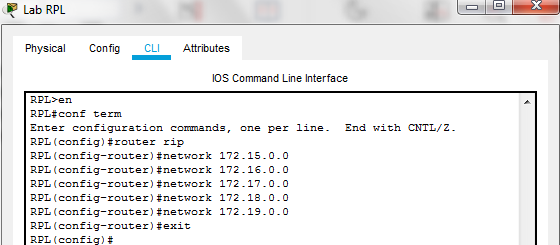 Lab RPL
Physical Config CLI Attributes
IOS Command Line Interface
RPL>en
RPL#conf term
Enter configuration commands, one per line.  End with CNTL/Z.
RPL(config)#router rip
RPL(config-router)#network 172.15.0.0
RPL(config-router)#network 172.16.0.0
RPL(config-router)#network 172.17.0.0
RPL(config-router)#network 172.18.0.0
RPL(config-router)#network 172.19.0.0
RPL(config-router)#exit
RPL(config)#